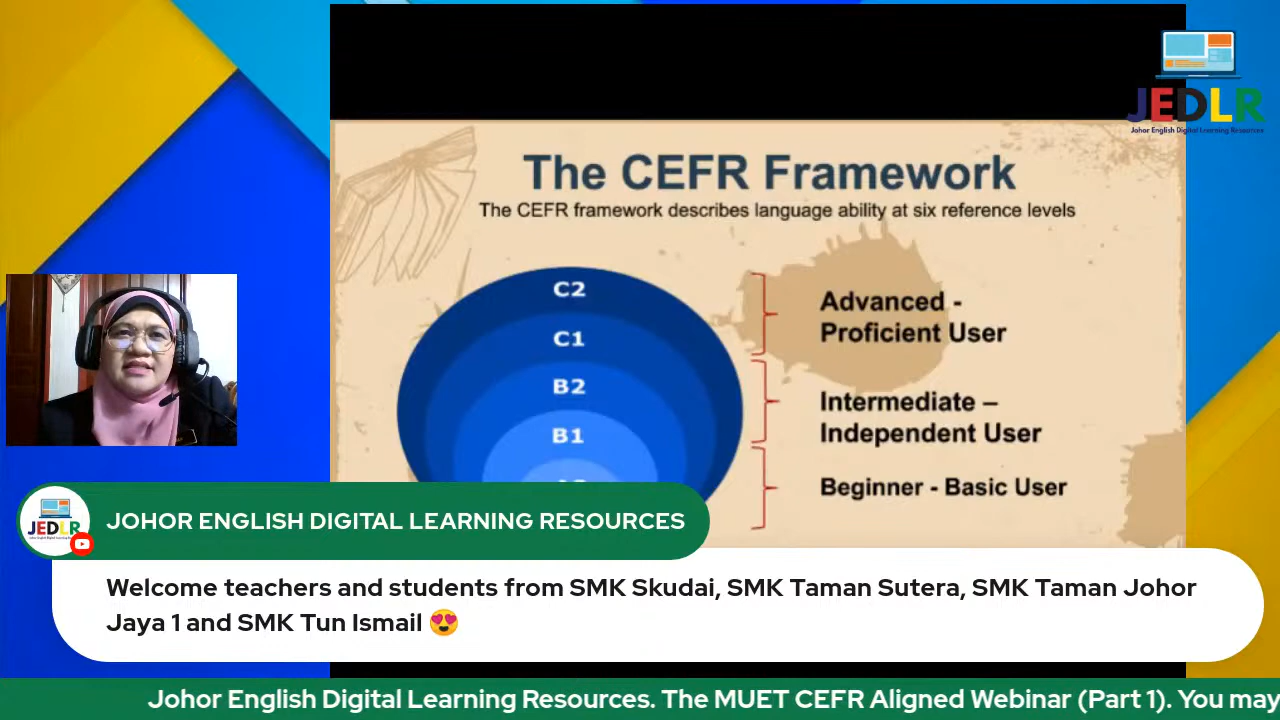 JEDLR
Johor English Digital Learning Resources
The CEFR Framework
The CEFR framework describes language ability at six reference levels
C2
C1
B2
B1
Advanced -
Proficient User
Intermediate –
Independent User
Beginner - Basic User
JEDLR
JOHOR ENGLISH DIGITAL LEARNING RESOURCES
Welcome teachers and students from SMK Skudai, SMK Taman Sutera, SMK Taman Johor
Jaya 1 and SMK Tun Ismail 😍
Johor English Digital Learning Resources. The MUET CEFR Aligned Webinar (Part 1). You may